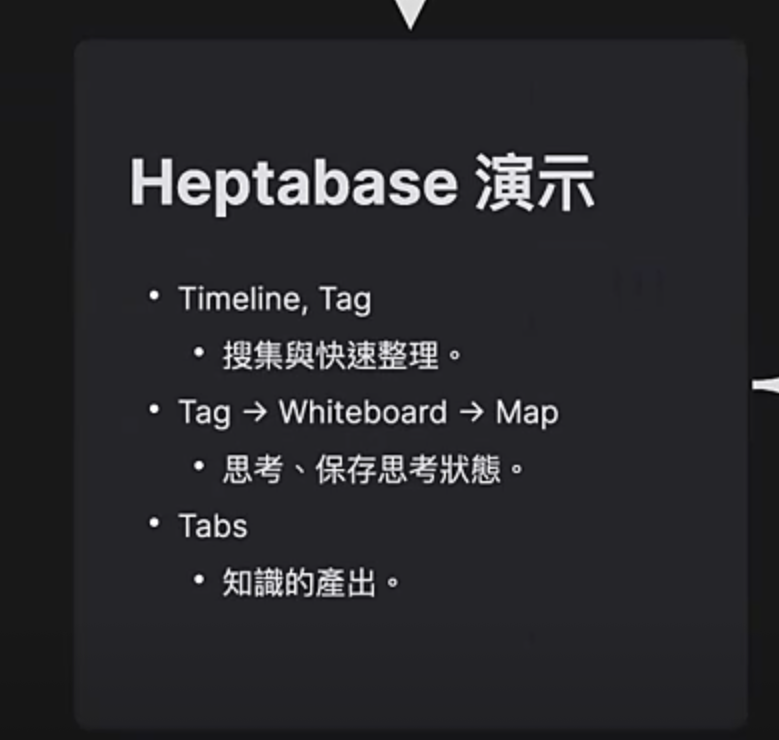 Heptabase 演示
• Timeline, Tag
• 搜集與快速整理。
• Tag → Whiteboard → Map
• 思考、保存思考狀態。
• Tabs
• 知識的產出。